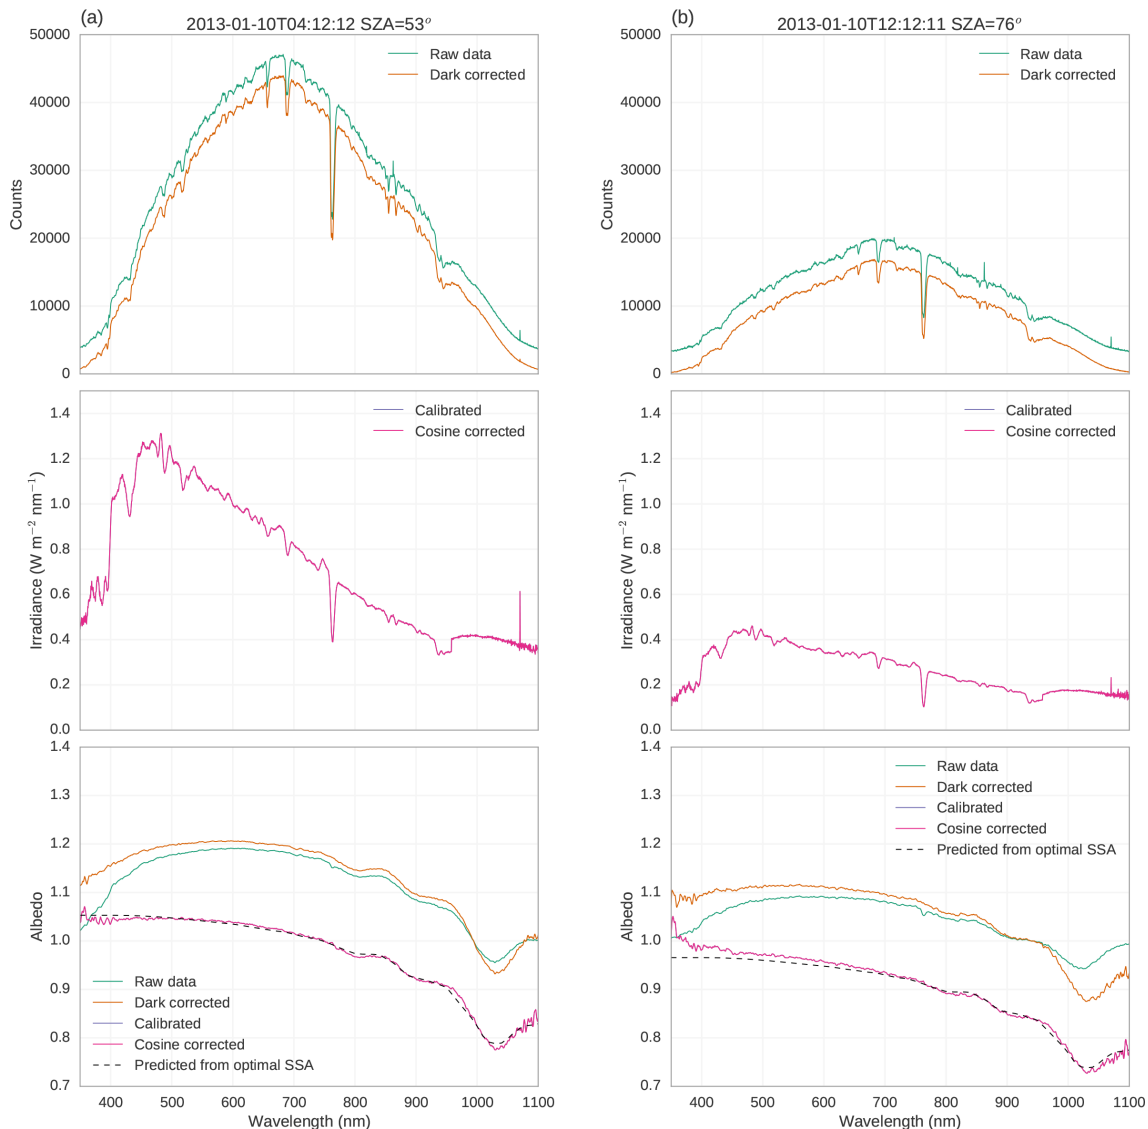 (a)
2013-01-10T04:12:12 SZA=53°
50000
40000
30000
20000
10000
0
Counts
Raw data
Dark corrected
(b)
2013-01-10T12:12:11 SZA=76°
50000
40000
30000
20000
10000
0
Counts
Raw data
Dark corrected
1.4
1.2
1.0
0.8
0.6
0.4
0.2
0.0
Irradiance (W m⁻² nm⁻¹)
Calibrated
Cosine corrected
1.4
1.2
1.0
0.8
0.6
0.4
0.2
0.0
Irradiance (W m⁻² nm⁻¹)
Calibrated
Cosine corrected
1.4
1.3
1.2
1.1
1.0
0.9
0.8
0.7
Albedo
Raw data
Dark corrected
Calibrated
Cosine corrected
Predicted from optimal SSA
400 500 600 700 800 900 1000 1100
Wavelength (nm)
1.4
1.3
1.2
1.1
1.0
0.9
0.8
0.7
Albedo
Raw data
Dark corrected
Calibrated
Cosine corrected
Predicted from optimal SSA
400 500 600 700 800 900 1000 1100
Wavelength (nm)